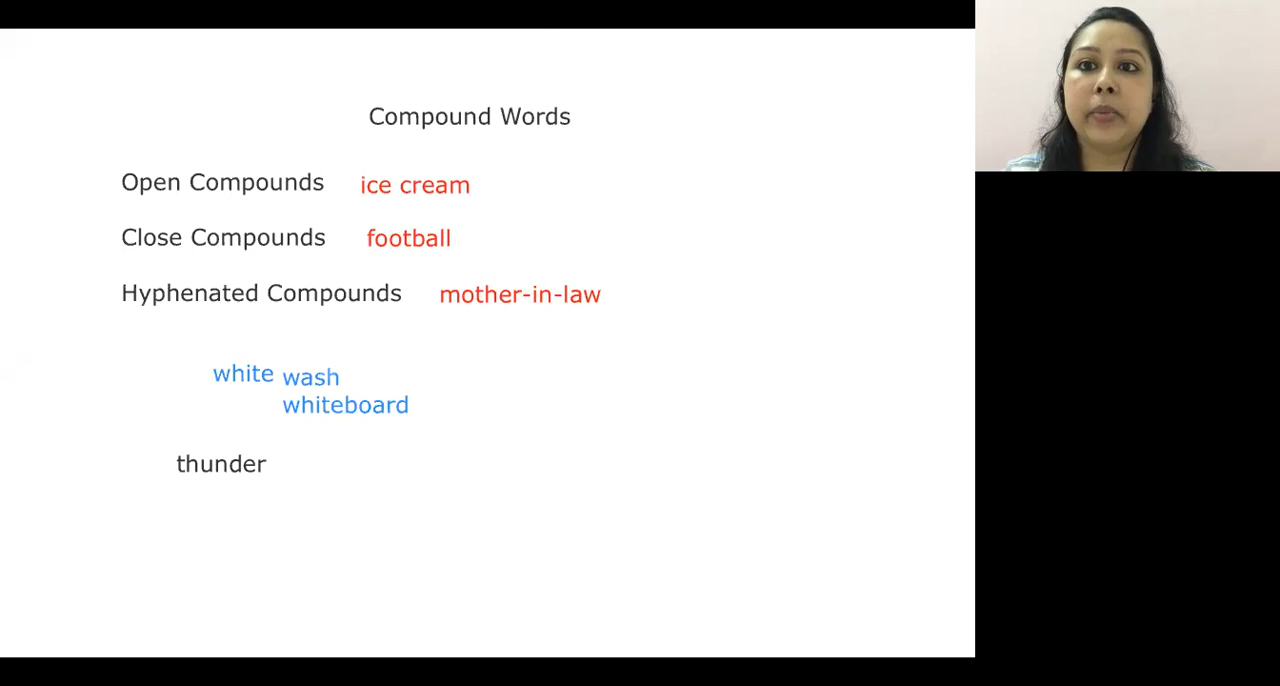 Compound Words
Open Compounds ice cream
Close Compounds football
Hyphenated Compounds mother-in-law
white wash
whiteboard
thunder